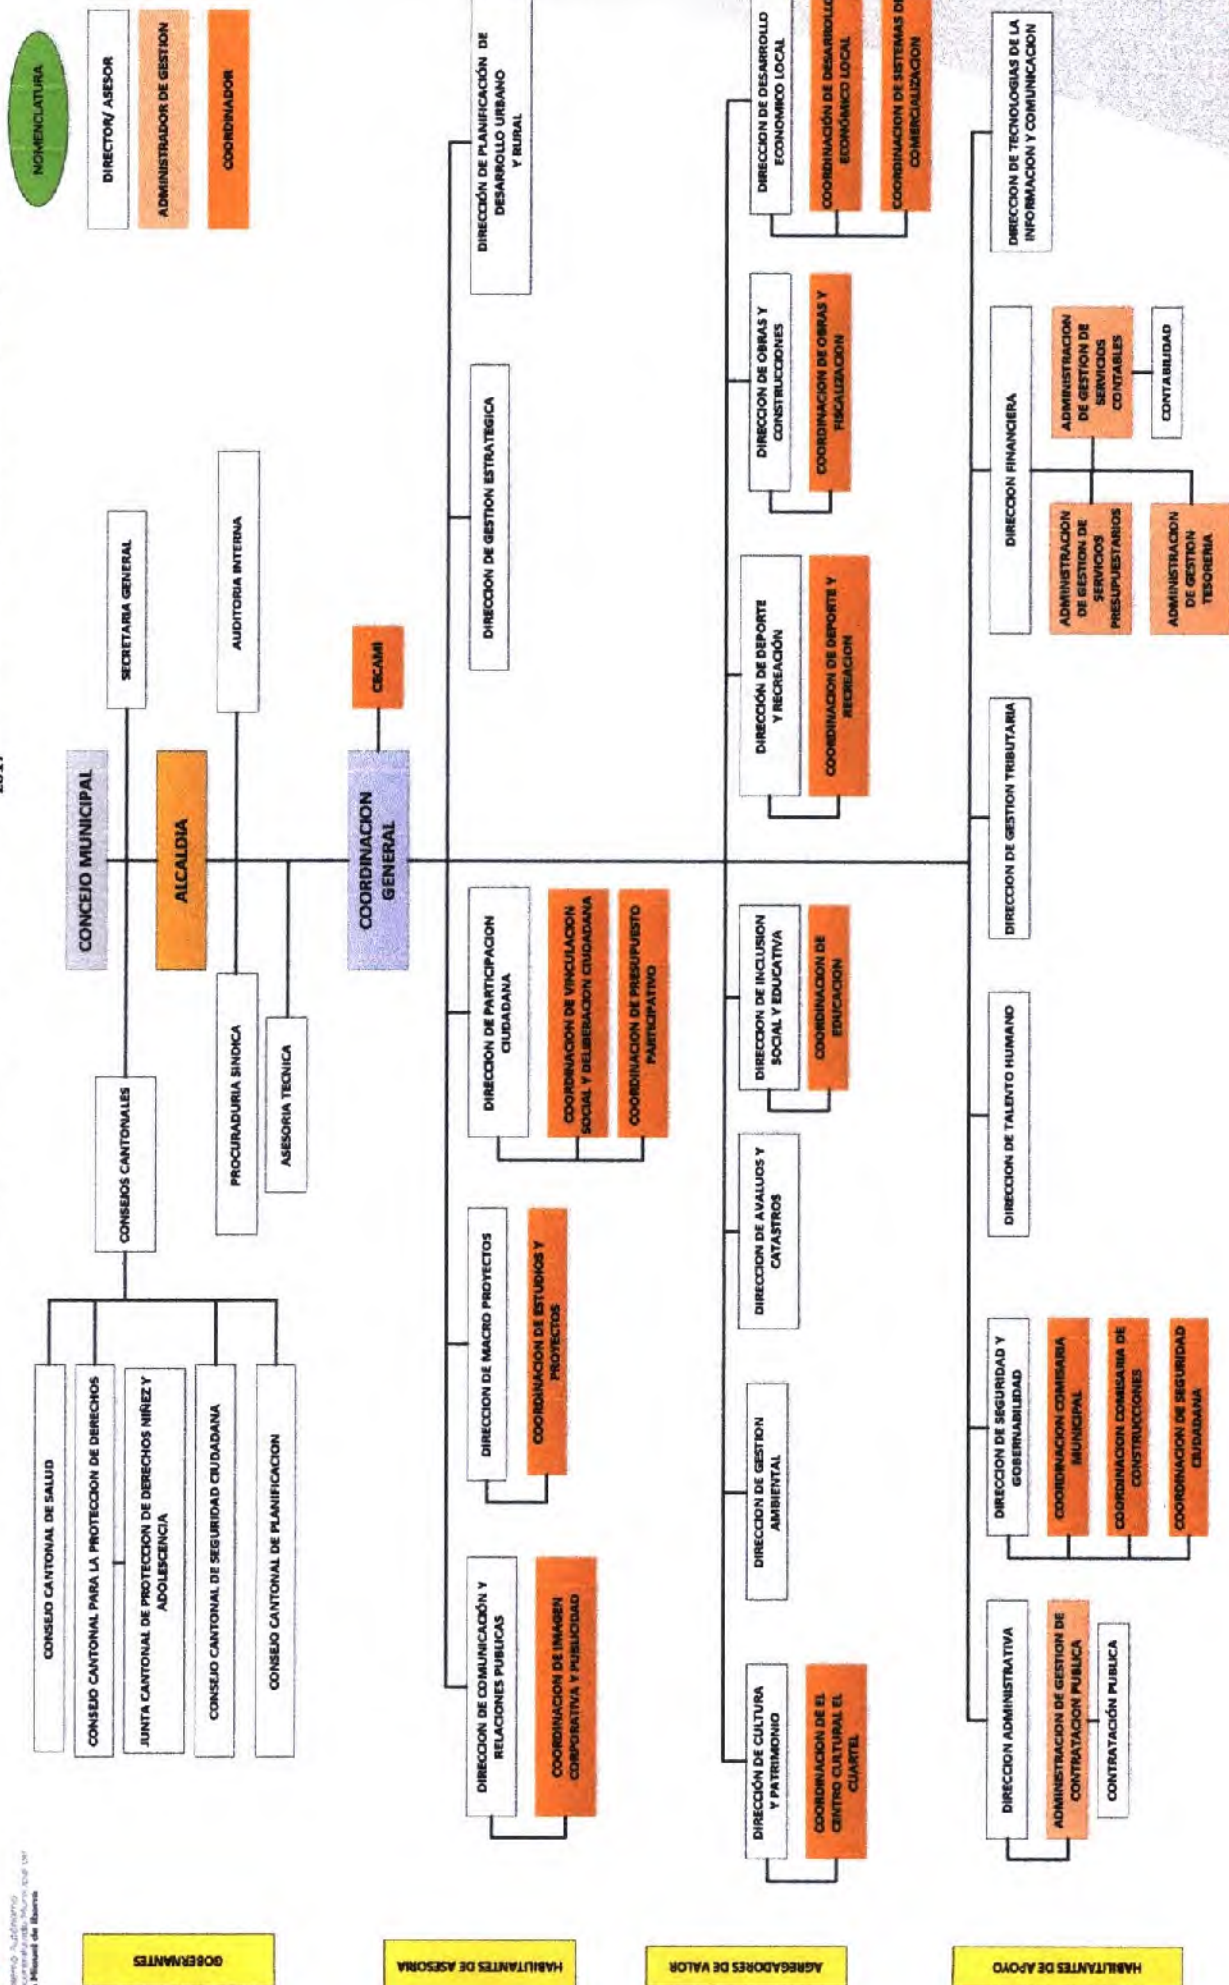 NOMENCLATURA
DIRECTOR/ ASESOR
ADMINISTRADOR DE GESTION
COORDINADOR
CONCEJO MUNICIPAL
SECRETARIA GENERAL
ALCALDIA
AUDITORIA INTERNA
CONSEJOS CANTONALES
PROCURADURIA SINDICA
ASESORIA TECNICA
CONSEJO CANTONAL DE SALUD
CONSEJO CANTONAL PARA LA PROTECCION DE DERECHOS
JUNTA CANTONAL DE PROTECCION DE DERECHOS NIÑEZ Y
ADOLESCENCIA
CONSEJO CANTONAL DE SEGURIDAD CIUDADANA
CONSEJO CANTONAL DE PLANIFICACION
GOBERNANTES
COORDINACION
GENERAL
CECAMI
HABILITANTES DE ASESORIA
DIRECCION DE COMUNICACIÓN Y
RELACIONES PUBLICAS
COORDINACION DE IMAGEN
CORPORATIVA Y PUBLICIDAD
DIRECCION DE MACRO PROYECTOS
COORDINACION DE ESTUDIOS Y
PROYECTOS
DIRECCION DE PARTICIPACION
CIUDADANA
COORDINACION DE VINCULACION
SOCIAL Y DELIBERACION CIUDADANA
COORDINACION DE PRESUPUESTO
PARTICIPATIVO
DIRECCION DE GESTION ESTRATEGICA
DIRECCIÓN DE PLANIFICACIÓN DE
DESARROLLO URBANO
Y RURAL
AGREGADORES DE VALOR
DIRECCIÓN DE CULTURA
Y PATRIMONIO
COORDINACION DE EL
CENTRO CULTURAL EL
CUARTEL
DIRECCION DE GESTION
AMBIENTAL
DIRECCION DE AVALUOS Y
CATASTROS
DIRECCION DE INCLUSION
SOCIAL Y EDUCATIVA
COORDINACION DE
EDUCACION
DIRECCIÓN DE DEPORTE
Y RECREACIÓN
COORDINACION DE DEPORTE Y
RECREACION
DIRECCION DE OBRAS Y
CONSTRUCCIONES
COORDINACION DE OBRAS Y
FISCALIZACION
DIRECCION DE DESARROLLO
ECONOMICO LOCAL
COORDINACIÓN DE DESARROLLO
ECONÓMICO LOCAL
COORDINACION DE SISTEMAS DE
COMERCIALIZACION
HABILITANTES DE APOYO
DIRECCION ADMINISTRATIVA
ADMINISTRACION DE GESTION DE
CONTRATACION PUBLICA
CONTRATACIÓN PUBLICA
DIRECCION DE SEGURIDAD Y
GOBERNABILIDAD
COORDINACION COMISARIA
MUNICIPAL
COORDINACION COMISARIA DE
CONSTRUCCIONES
COORDINACION DE SEGURIDAD
CIUDADANA
DIRECCION DE TALENTO HUMANO
DIRECCION DE GESTION TRIBUTARIA
DIRECCION FINANCIERA
ADMINISTRACION
DE GESTION DE
SERVICIOS
PRESUPUESTARIOS
ADMINISTRACION
DE GESTION
TESORERIA
ADMINISTRACION
DE GESTION DE
SERVICIOS
CONTABLES
CONTABILIDAD
DIRECCION DE TECNOLOGIAS DE LA
INFORMACION Y COMUNICACION
Miguel de Ibarra